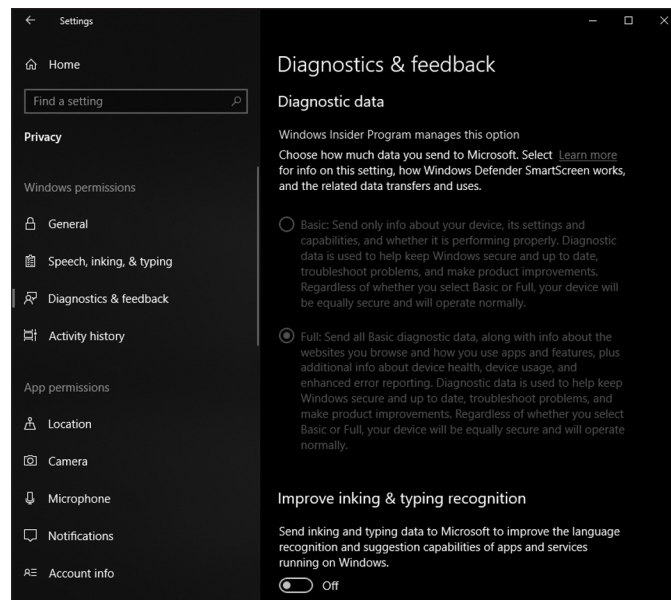 Settings
Home
Find a setting
Privacy
Windows permissions
General
Speech, inking, & typing
Diagnostics & feedback
Activity history
App permissions
Location
Camera
Microphone
Notifications
Account info
Diagnostics & feedback
Diagnostic data
Windows Insider Program manages this option
Choose how much data you send to Microsoft. Select Learn more
for info on this setting, how Windows Defender SmartScreen works,
and the related data transfers and uses.
Basic: Send only info about your device, its settings and
capabilities, and whether it is performing properly. Diagnostic
data is used to help keep Windows secure and up to date,
troubleshoot problems, and make product improvements.
Regardless of whether you select Basic or Full, your device will
be equally secure and will operate normally.
Full: Send all Basic diagnostic data, along with info about the
websites you browse and how you use apps and features, plus
additional info about device health, device usage, and
enhanced error reporting. Diagnostic data is used to help keep
Windows secure and up to date, troubleshoot problems, and
make product improvements. Regardless of whether you select
Basic or Full, your device will be equally secure and will operate
normally.
Improve inking & typing recognition
Send inking and typing data to Microsoft to improve the language
recognition and suggestion capabilities of apps and services
running on Windows.
Off